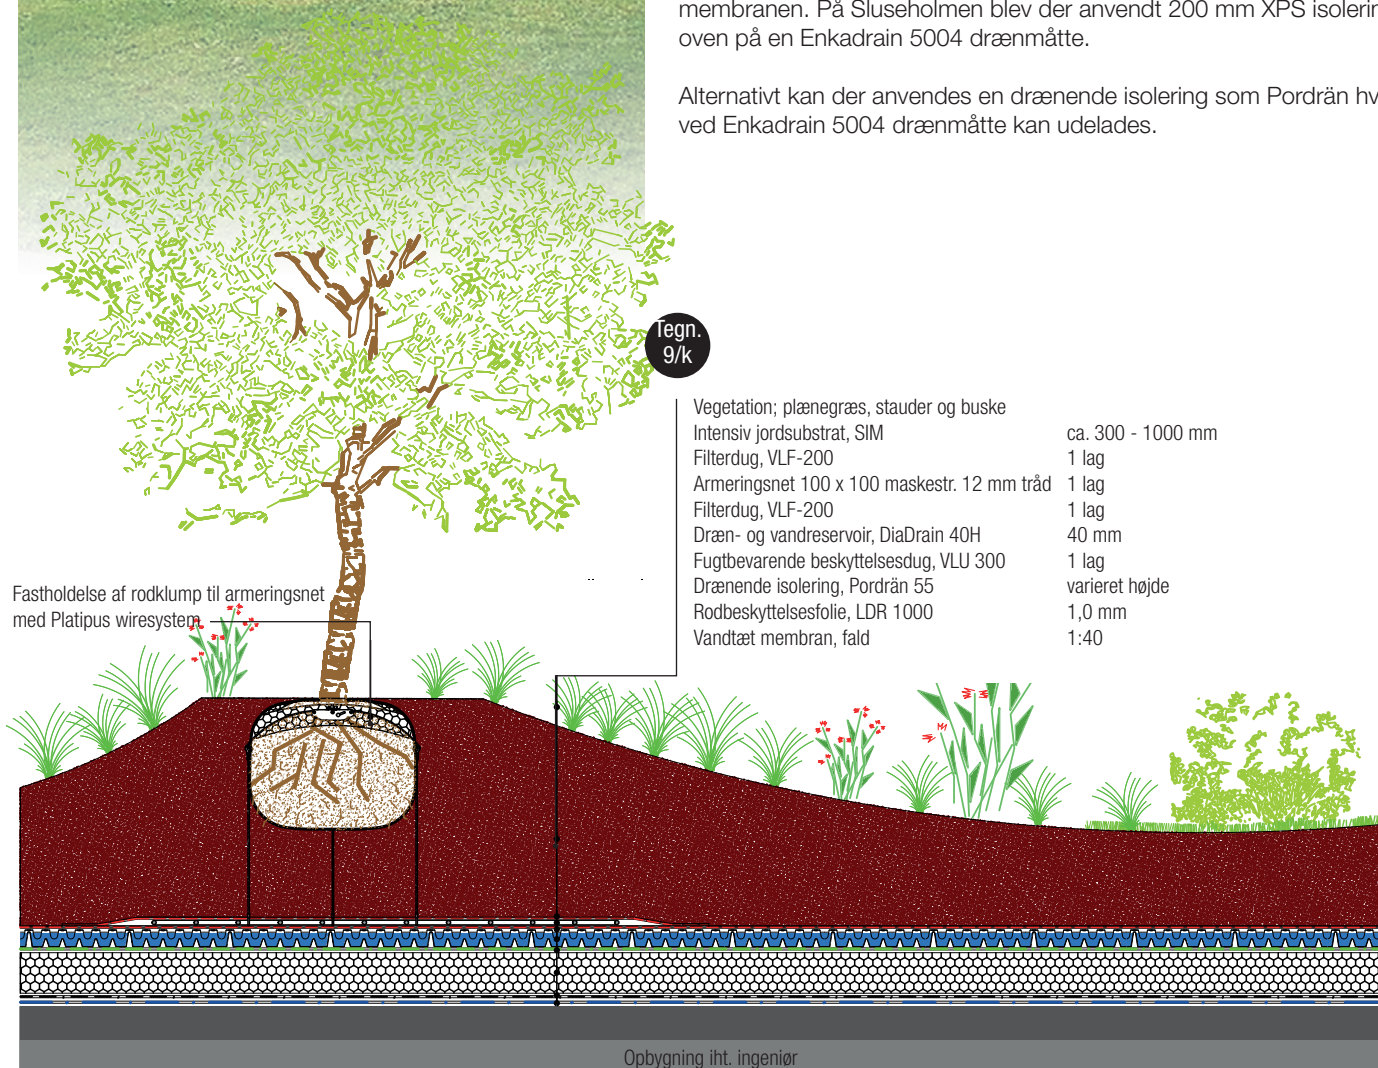 membranen. På Sluseholmen blev der anvendt 200 mm XPS
oven på en Enkadrain 5004 drænmåtte.
Alternativt kan der anvendes en drænende isolering som Pordrän
ved Enkadrain 5004 drænmåtte kan udelades.
Tegn.
9/k
Vegetation; plænegræs, stauder og buske
Intensiv jordsubstrat, SIM ca. 300 - 1000 mm
Filterdug, VLF-200 1 lag
Armeringsnet 100 x 100 maskestr. 12 mm tråd 1 lag
Filterdug, VLF-200 1 lag
Dræn- og vandreservoir, DiaDrain 40H 40 mm
Fugtbevarende beskyttelsesdug, VLU 300 1 lag
Drænende isolering, Pordrän 55 varieret højde
Rodbeskyttelsesfolie, LDR 1000 1,0 mm
Vandtæt membran, fald 1:40
Fastholdelse af rodklump til armeringsnet
med Platipus wiresystem
Opbygning iht. ingeniør